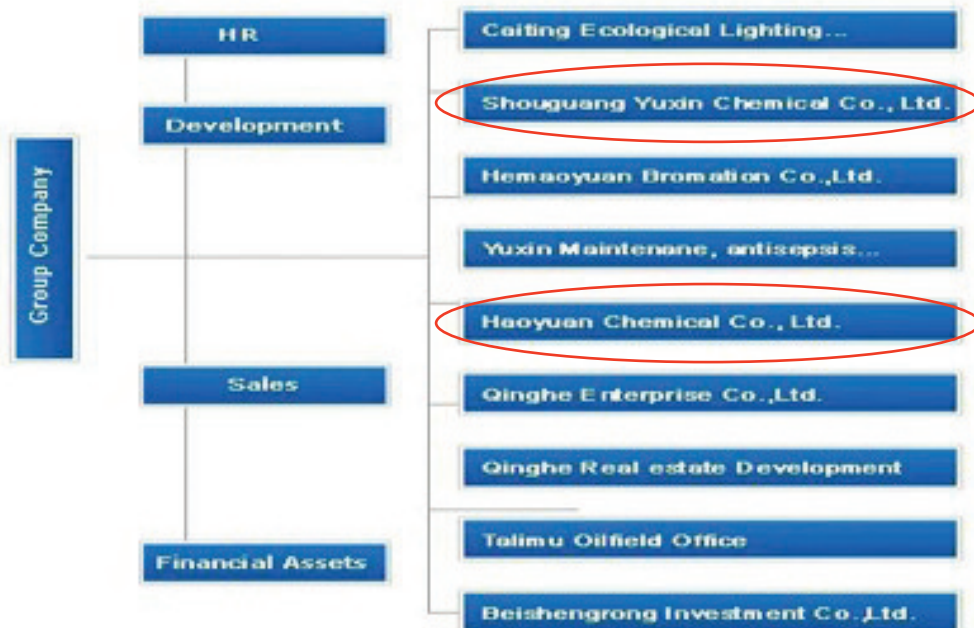 Group Company
HR
Development
Sales
Financial Assets
Caiting Ecological Lighting...
Shouguang Yuxin Chemical Co., Ltd.
Hemaoyuan Bromation Co.,Ltd.
Yuxin Maintenane, antisepsis...
Haoyuan Chemical Co., Ltd.
Qinghe Enterprise Co.,Ltd.
Qinghe Real estate Development
Talimu Oilfield Office
Beishengrong Investment Co.,Ltd.